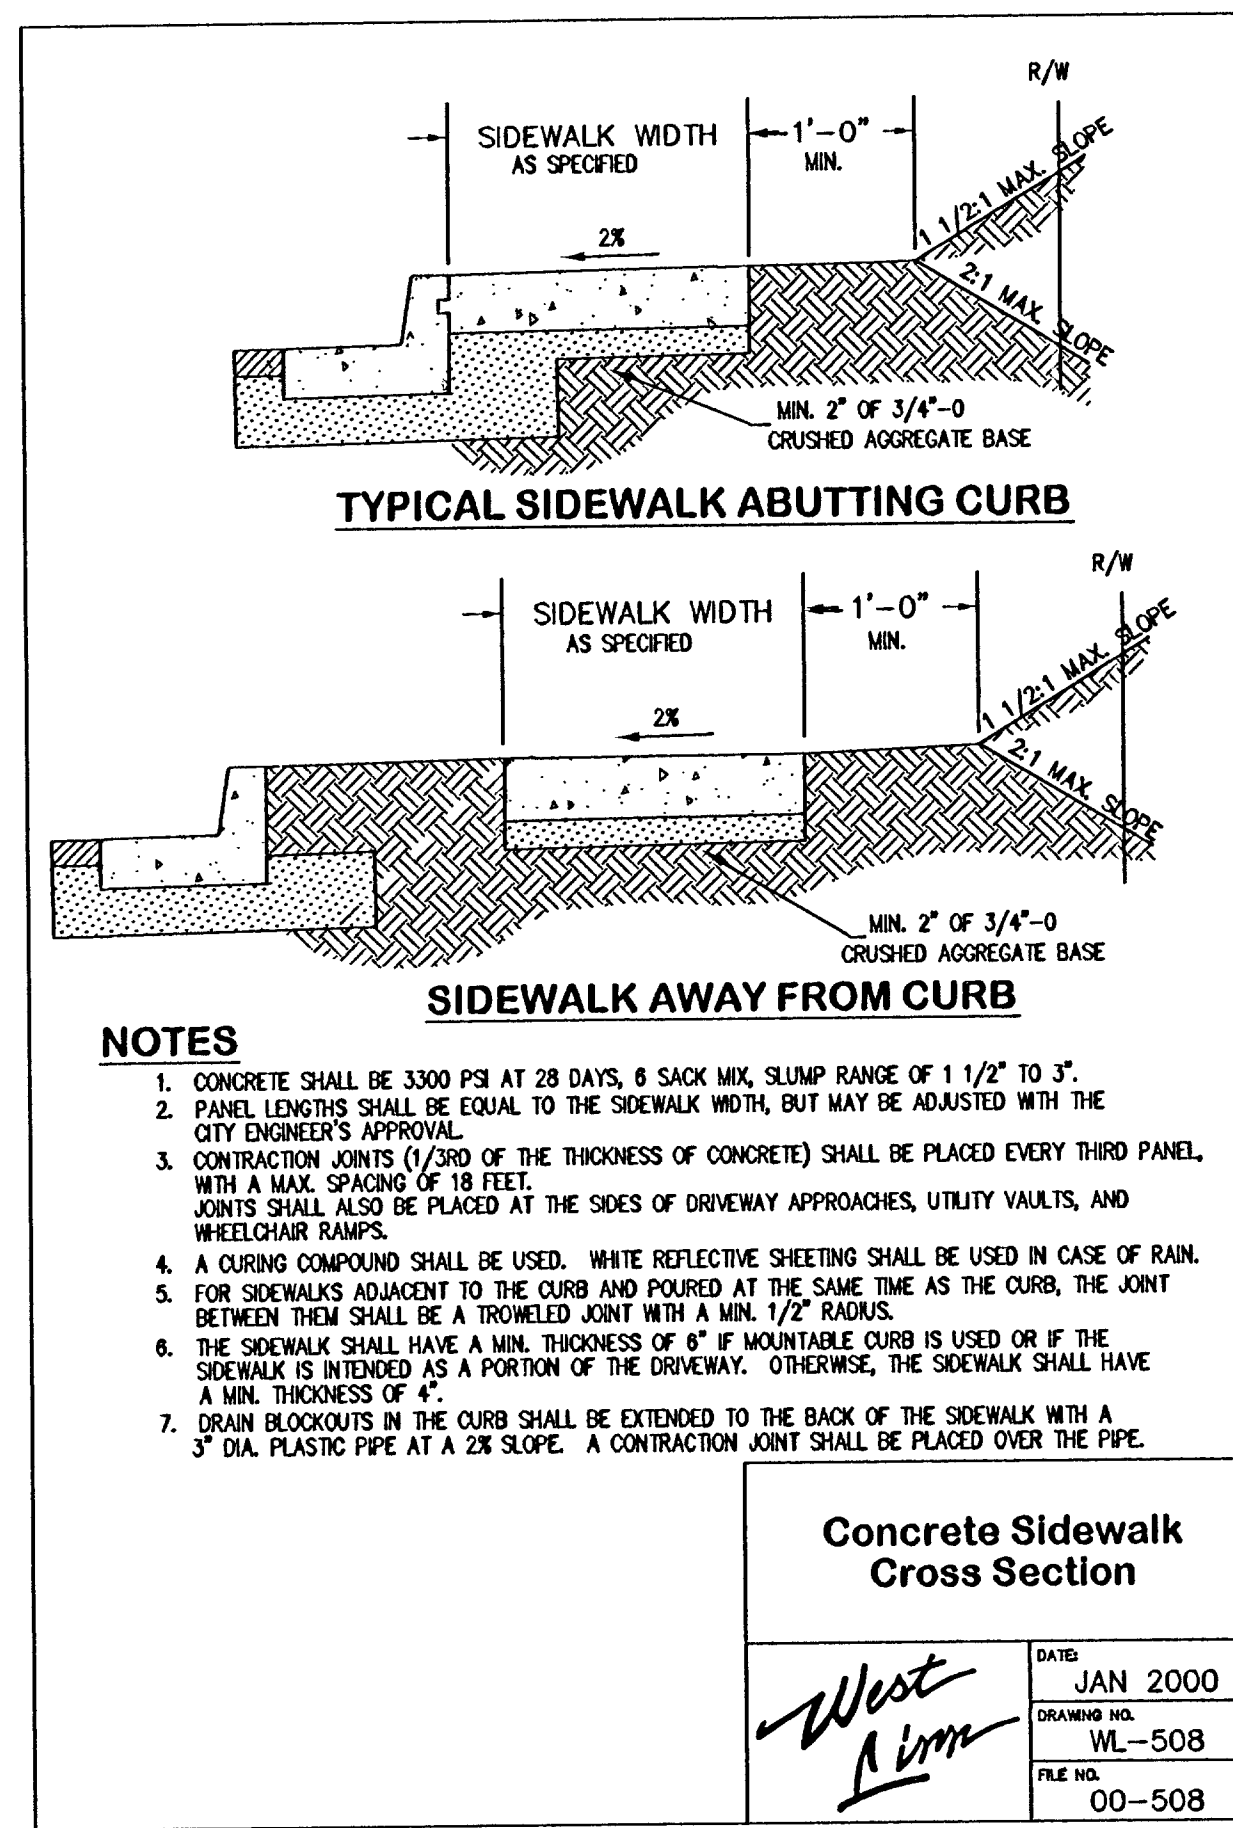 R/W
SIDEWALK WIDTH
AS SPECIFIED
1'-0"
MIN.
1 1/2:1 MAX. SLOPE
2%
2:1 MAX. SLOPE
MIN. 2" OF 3/4"-0
CRUSHED AGGREGATE BASE
TYPICAL SIDEWALK ABUTTING CURB
R/W
SIDEWALK WIDTH
AS SPECIFIED
1'-0"
MIN.
1 1/2:1 MAX. SLOPE
2%
2:1 MAX. SLOPE
MIN. 2" OF 3/4"-0
CRUSHED AGGREGATE BASE
SIDEWALK AWAY FROM CURB
NOTES
1. CONCRETE SHALL BE 3300 PSI AT 28 DAYS, 6 SACK MIX, SLUMP RANGE OF 1 1/2" TO 3".
2. PANEL LENGTHS SHALL BE EQUAL TO THE SIDEWALK WIDTH, BUT MAY BE ADJUSTED WITH THE
CITY ENGINEER'S APPROVAL.
3. CONTRACTION JOINTS (1/3RD OF THE THICKNESS OF CONCRETE) SHALL BE PLACED EVERY THIRD PANEL,
WITH A MAX. SPACING OF 18 FEET.
JOINTS SHALL ALSO BE PLACED AT THE SIDES OF DRIVEWAY APPROACHES, UTILITY VAULTS, AND
WHEELCHAIR RAMPS.
4. A CURING COMPOUND SHALL BE USED. WHITE REFLECTIVE SHEETING SHALL BE USED IN CASE OF RAIN.
5. FOR SIDEWALKS ADJACENT TO THE CURB AND POURED AT THE SAME TIME AS THE CURB, THE JOINT
BETWEEN THEM SHALL BE A TROWELED JOINT WITH A MIN. 1/2" RADIUS.
6. THE SIDEWALK SHALL HAVE A MIN. THICKNESS OF 6" IF MOUNTABLE CURB IS USED OR IF THE
SIDEWALK IS INTENDED AS A PORTION OF THE DRIVEWAY. OTHERWISE, THE SIDEWALK SHALL HAVE
A MIN. THICKNESS OF 4".
7. DRAIN BLOCKOUTS IN THE CURB SHALL BE EXTENDED TO THE BACK OF THE SIDEWALK WITH A
3" DIA. PLASTIC PIPE AT A 2% SLOPE. A CONTRACTION JOINT SHALL BE PLACED OVER THE PIPE.
Concrete Sidewalk
Cross Section
West
Linn
DATE:
JAN 2000
DRAWING NO.
WL-508
FILE NO.
00-508